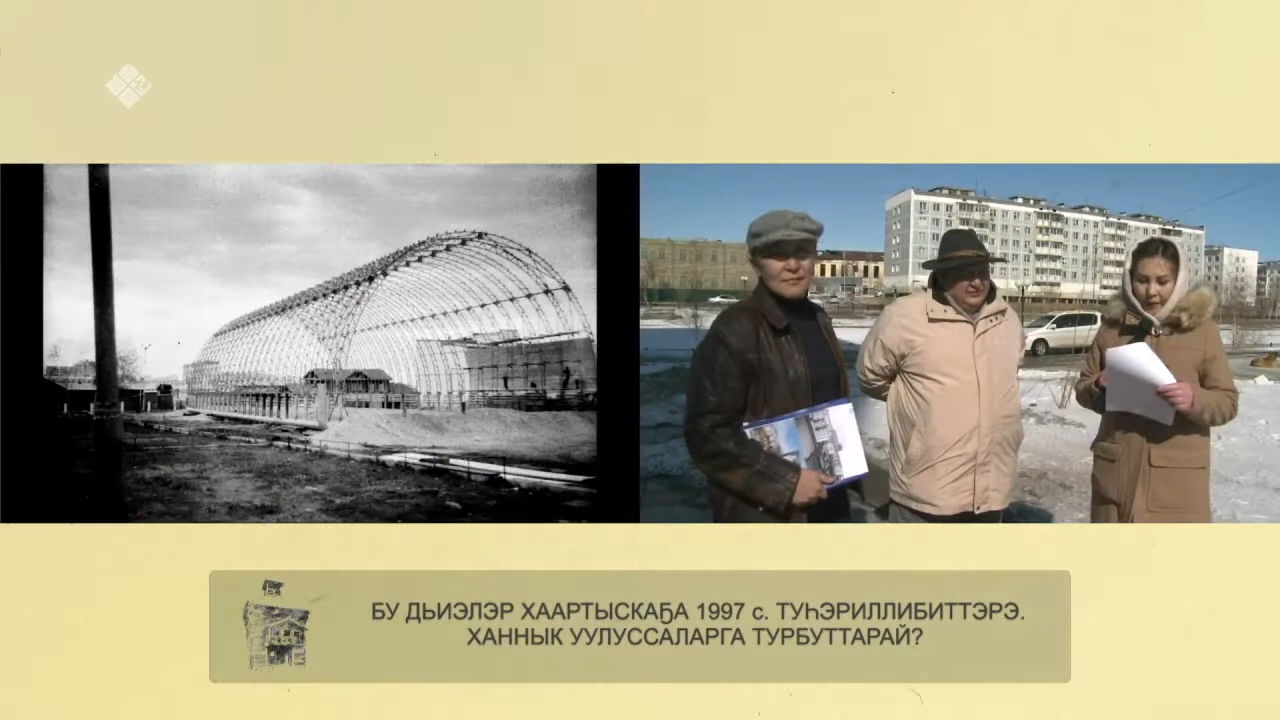 БУ ДЬИЭЛЭР ХААРТЫСКАҔА 1997 с. ТУҺЭРИЛЛИБИТТЭРЭ.
ХАННЫК УУЛУССАЛАРГА ТУРБУТТАРАЙ?